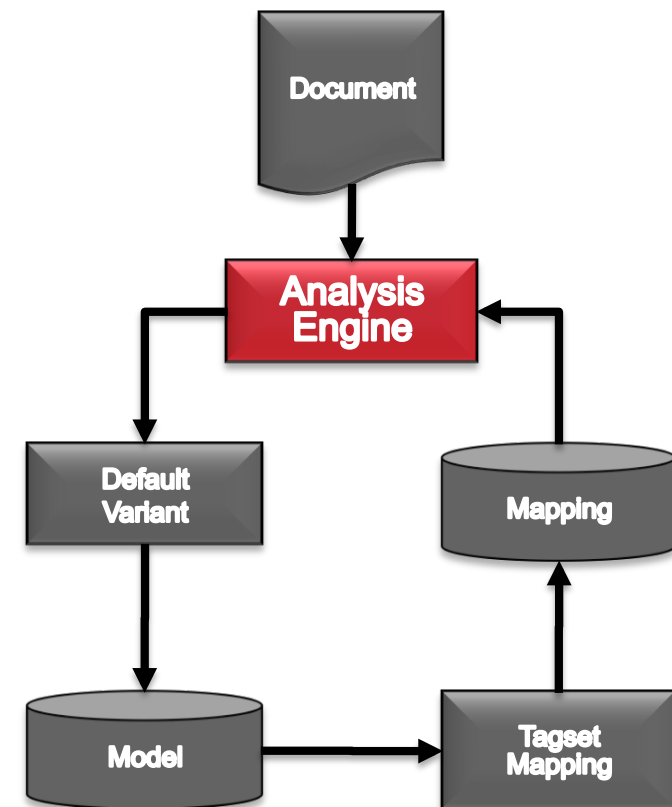 Document
Analysis
Engine
Default
Variant
Mapping
Model
Tagset
Mapping